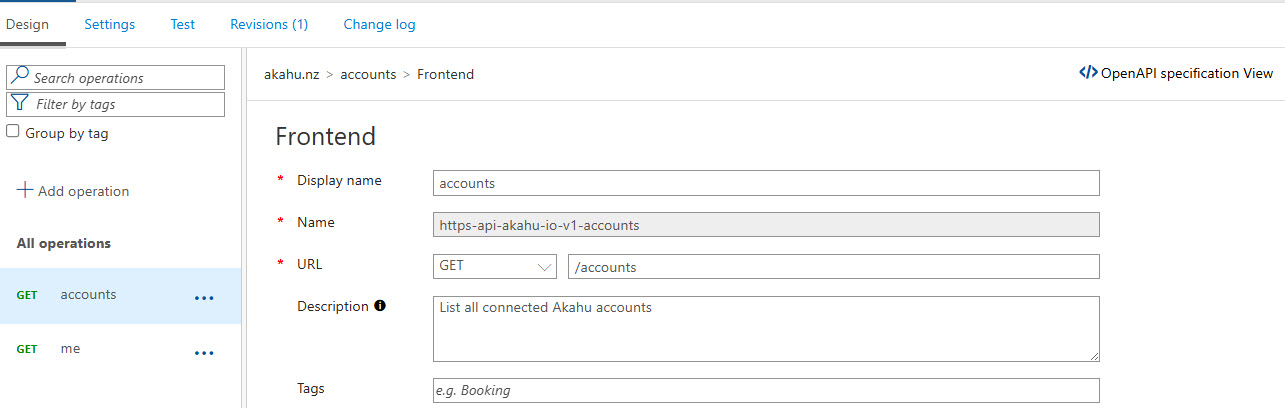 Design Settings Test Revisions (1) Change log
Search operations
Filter by tags
Group by tag
Add operation
All operations
GET accounts ...
GET me ...
akahu.nz > accounts > Frontend
</> OpenAPI specification View
Frontend
* Display name accounts
* Name https-api-akahu-io-v1-accounts
* URL GET /accounts
Description List all connected Akahu accounts
Tags e.g. Booking